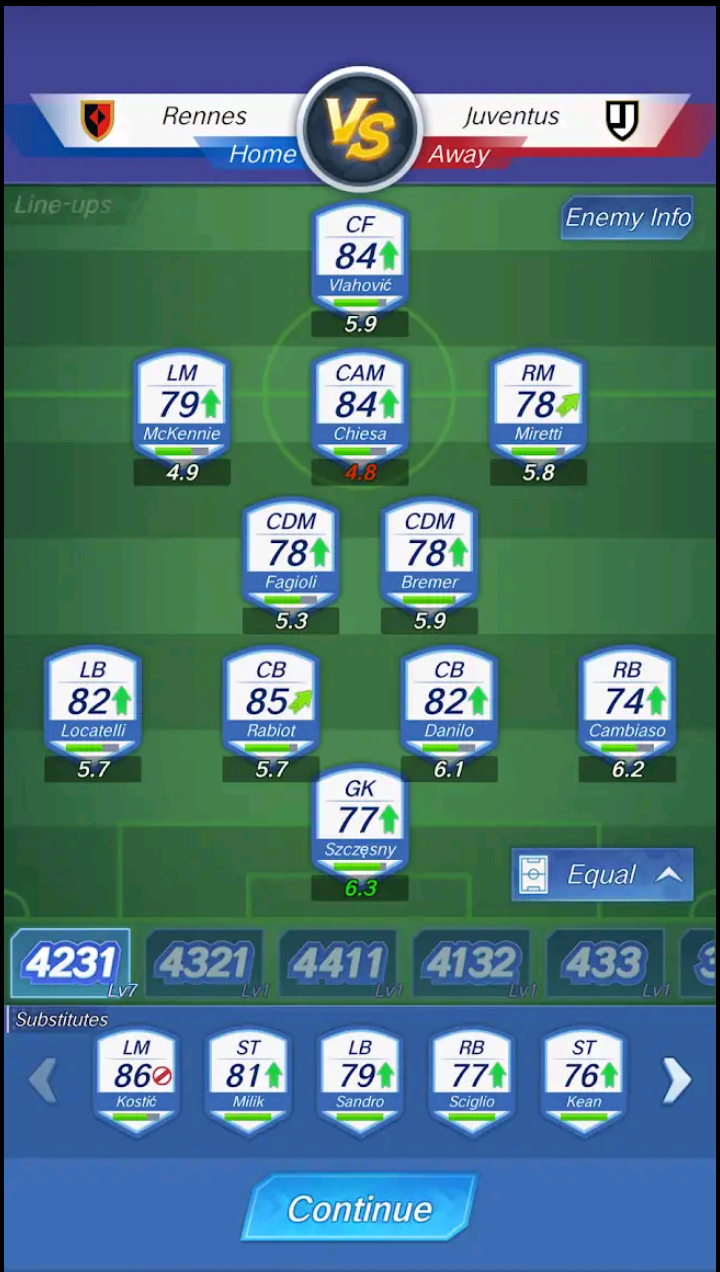 Rennes
VS
Juventus
Home
Away
Line-ups
Enemy Info
CF
84
Vlahović
5.9
LM
79
McKennie
4.9
CAM
84
Chiesa
4.8
RM
78
Miretti
5.8
CDM
78
Fagioli
5.3
CDM
78
Bremer
5.9
LB
82
Locatelli
5.7
CB
85
Rabiot
5.7
CB
82
Danilo
6.1
RB
74
Cambiaso
6.2
GK
77
Szczęsny
6.3
Equal
4231
Lv7
4321
Lv1
4411
Lv1
4132
Lv1
433
Lv1
Substitutes
LM
86
Kostić
ST
81
Milik
LB
79
Sandro
RB
77
Sciglio
ST
76
Kean
Continue